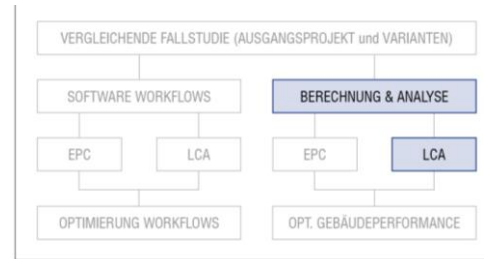 VERGLEICHENDE FALLSTUDIE (AUSGANGSPROJEKT und VARIANTEN)
SOFTWARE WORKFLOWS
BERECHNUNG & ANALYSE
EPC
LCA
EPC
LCA
OPTIMIERUNG WORKFLOWS
OPT. GEBÄUDEPERFORMANCE